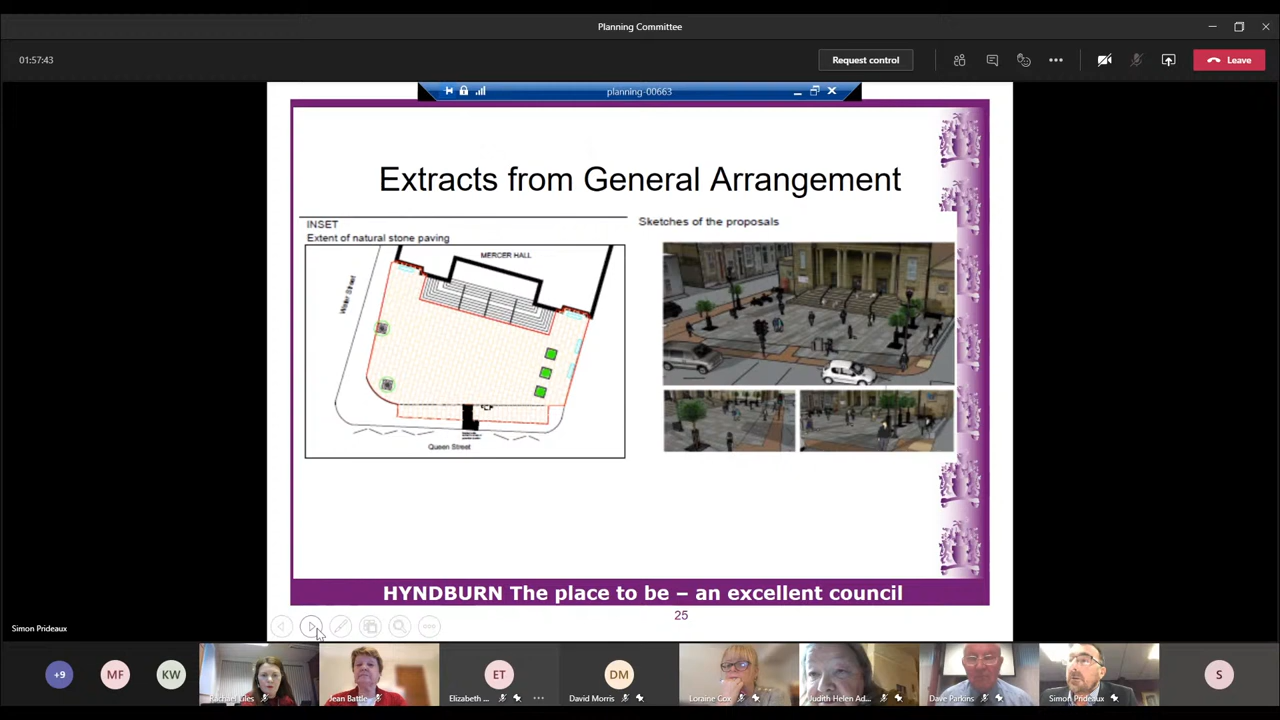 Planning Committee
01:57:43
Request control
Leave
planning-00663
Extracts from General Arrangement
INSET
Extent of natural stone paving
Sketches of the proposals
MERCER HALL
Water Street
Queen Street
HYNDBURN The place to be – an excellent council
25
Simon Prideaux
+9
MF
KW
Rachael Liles
Jean Battle
ET
Elizabeth ...
DM
David Morris
Loraine Cox
Judith Helen Ad...
Dave Parkins
Simon Prideaux
S